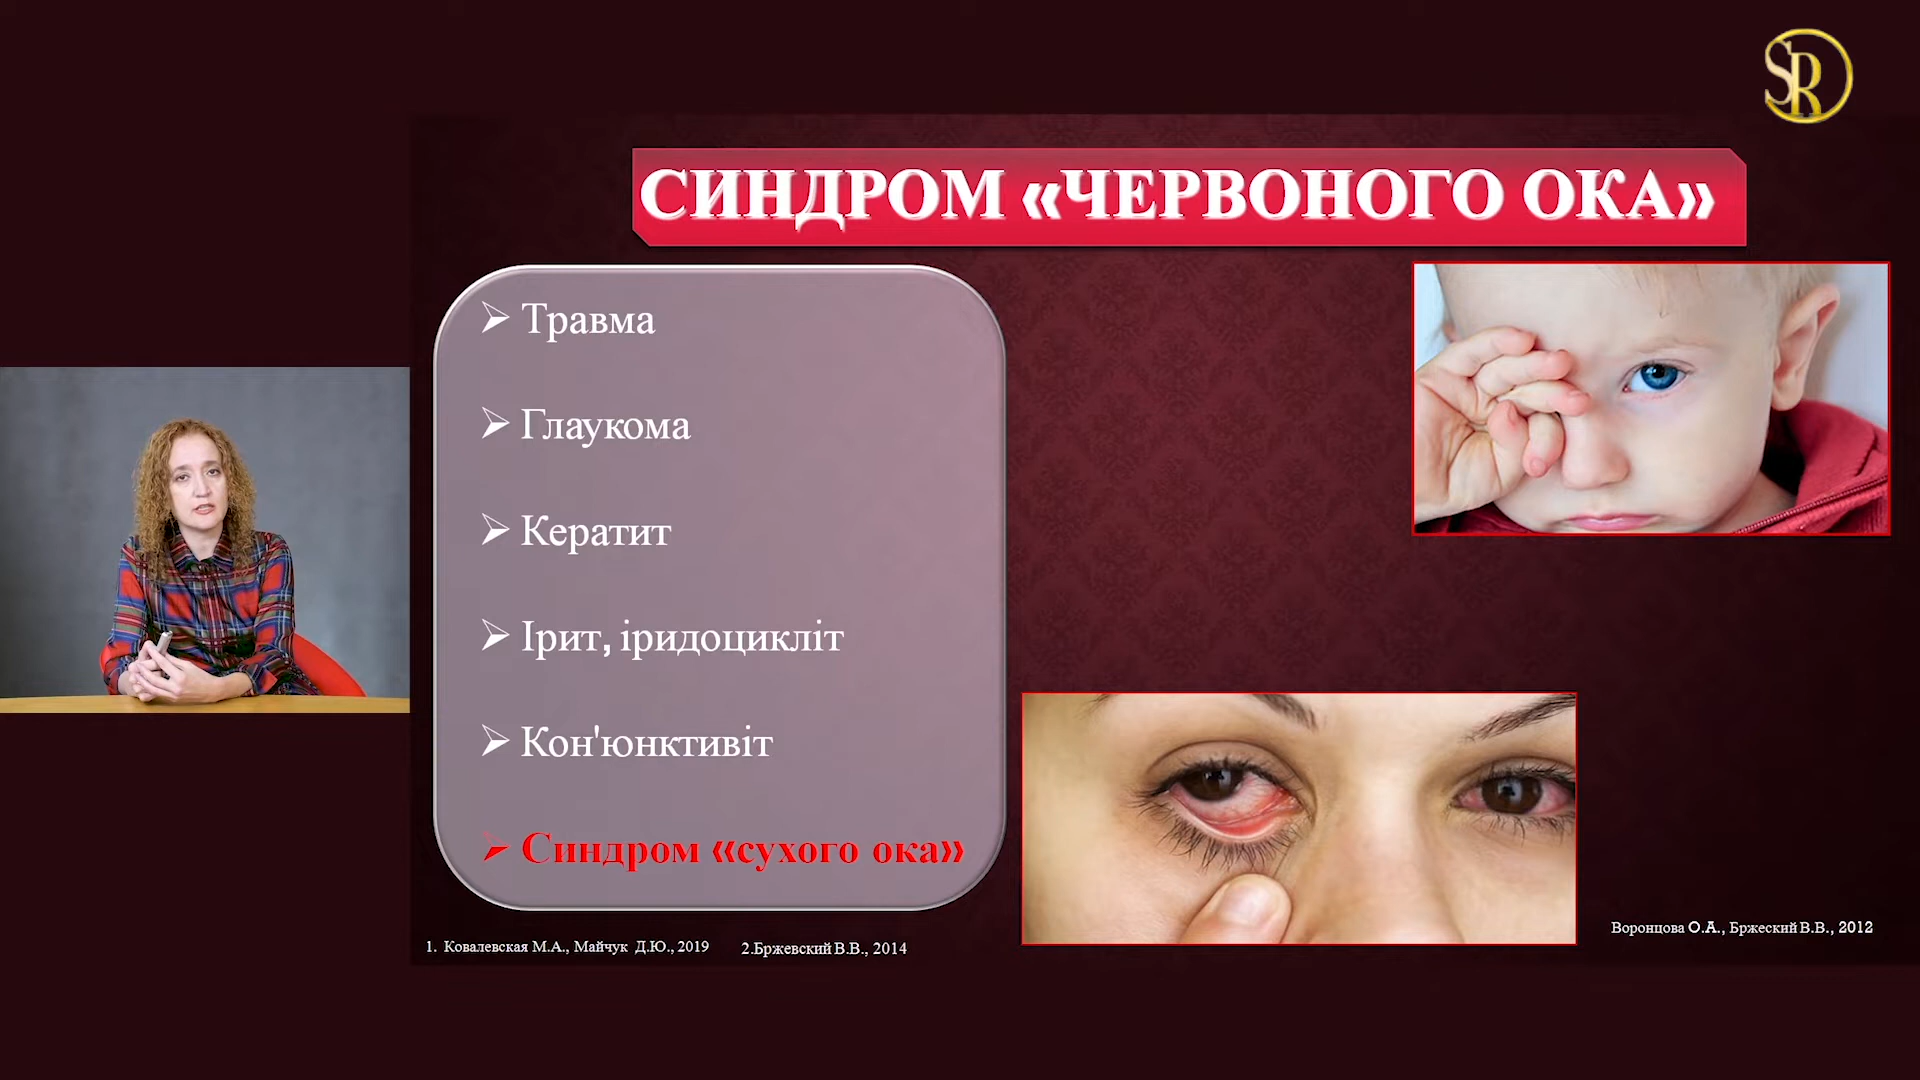 SR
СИНДРОМ «ЧЕРВОНОГО ОКА»
Травма
Глаукома
Кератит
Ірит, іридоцикліт
Кон'юнктивіт
Синдром «сухого ока»
1. Ковалевская М.А., Майчук Д.Ю., 2019
2.Бржевский В.В., 2014
Воронцова О.А., Бржеский В.В., 2012